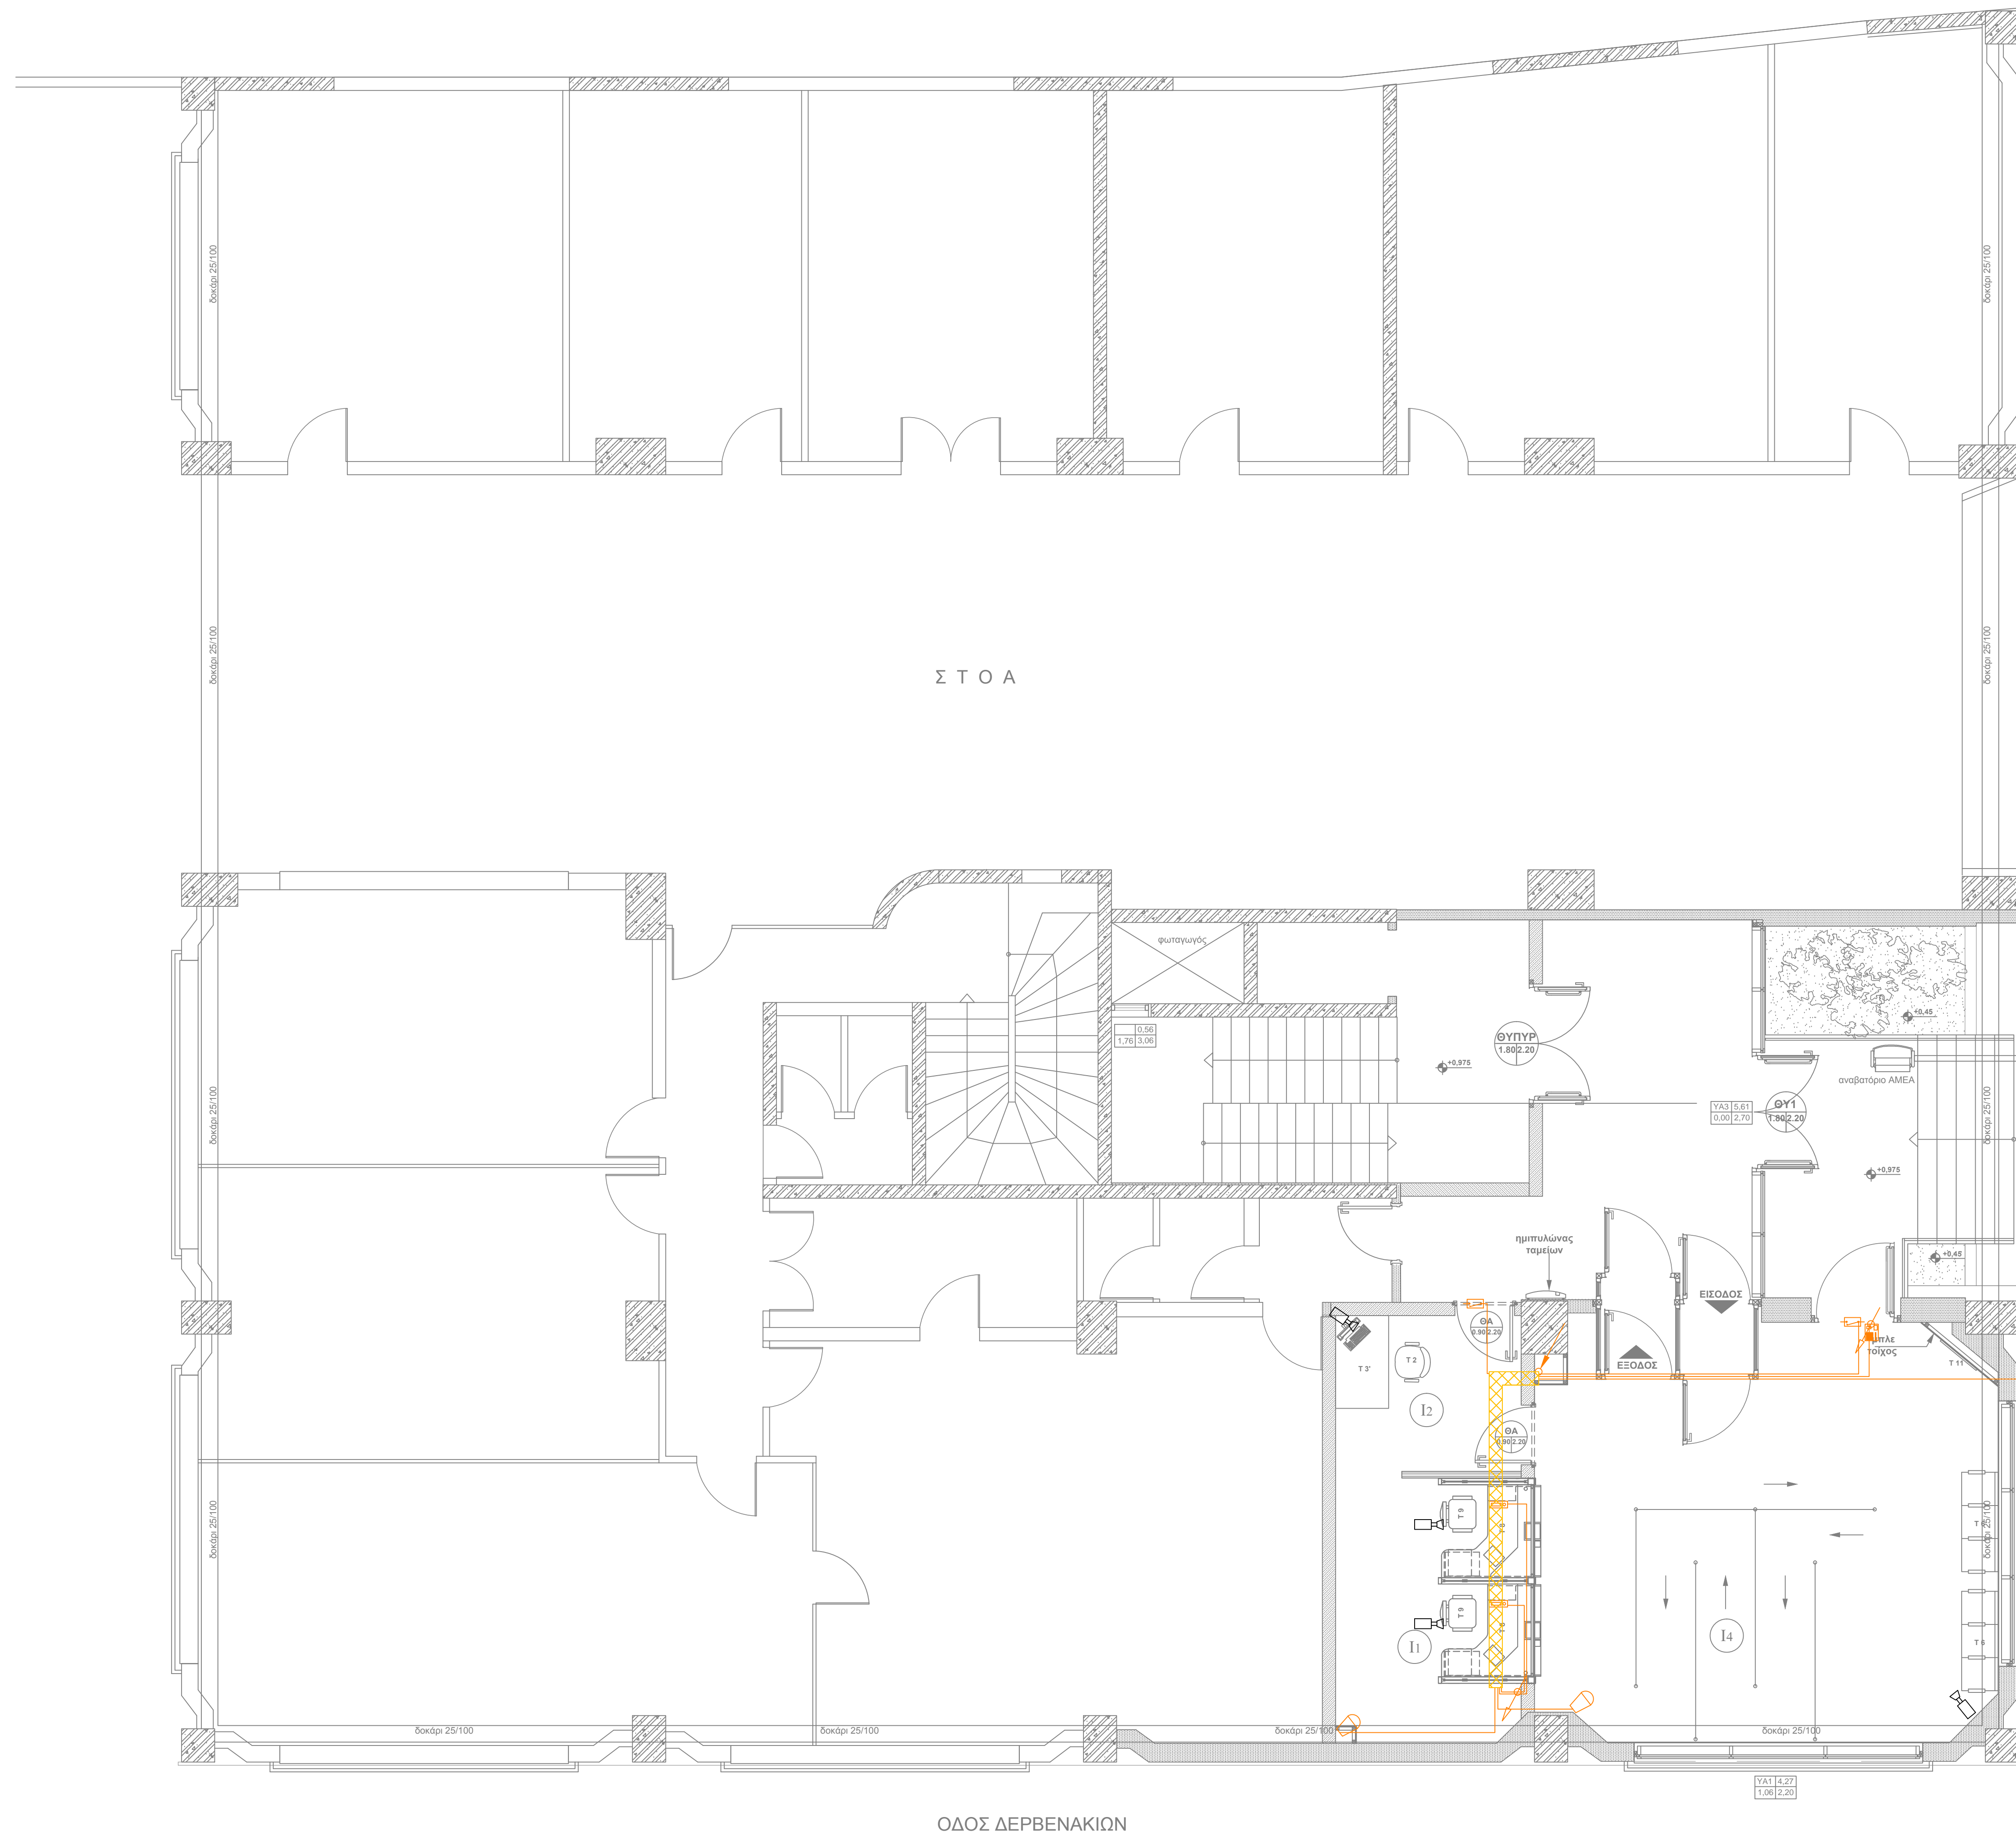 δοκάρι 25/100
δοκάρι 25/100
δοκάρι 25/100
δοκάρι 25/100
Σ Τ Ο Α
φωταγωγός
+0,45
0,56
1,76 3,06
ΘΥΠΥΡ
1.80 2.20
+0,975
αναβατόριο ΑΜΕΑ
ΥΑ3 5,61
0,00 2,70
ΘΥ1
1.80 2.20
δοκάρι 25/100
δοκάρι 25/100
+0,975
ημιπυλώνας
ταμείων
+0,45
ΕΙΣΟΔΟΣ
ΘΑ
0.90 2.20
μπλε
τοίχος
Τ 3'
Τ 2
ΕΞΟΔΟΣ
Τ 11
I2
ΘΑ
0.90 2.20
δοκάρι 25/100
δοκάρι 25/100
Τ 9
Τ 9
I1
I4
Τ 6
δοκάρι 25/100
δοκάρι 25/100
δοκάρι 25/100
δοκάρι 25/100
ΥΑ1 4,27
1,06 2,20
ΟΔΟΣ ΔΕΡΒΕΝΑΚΙΩΝ